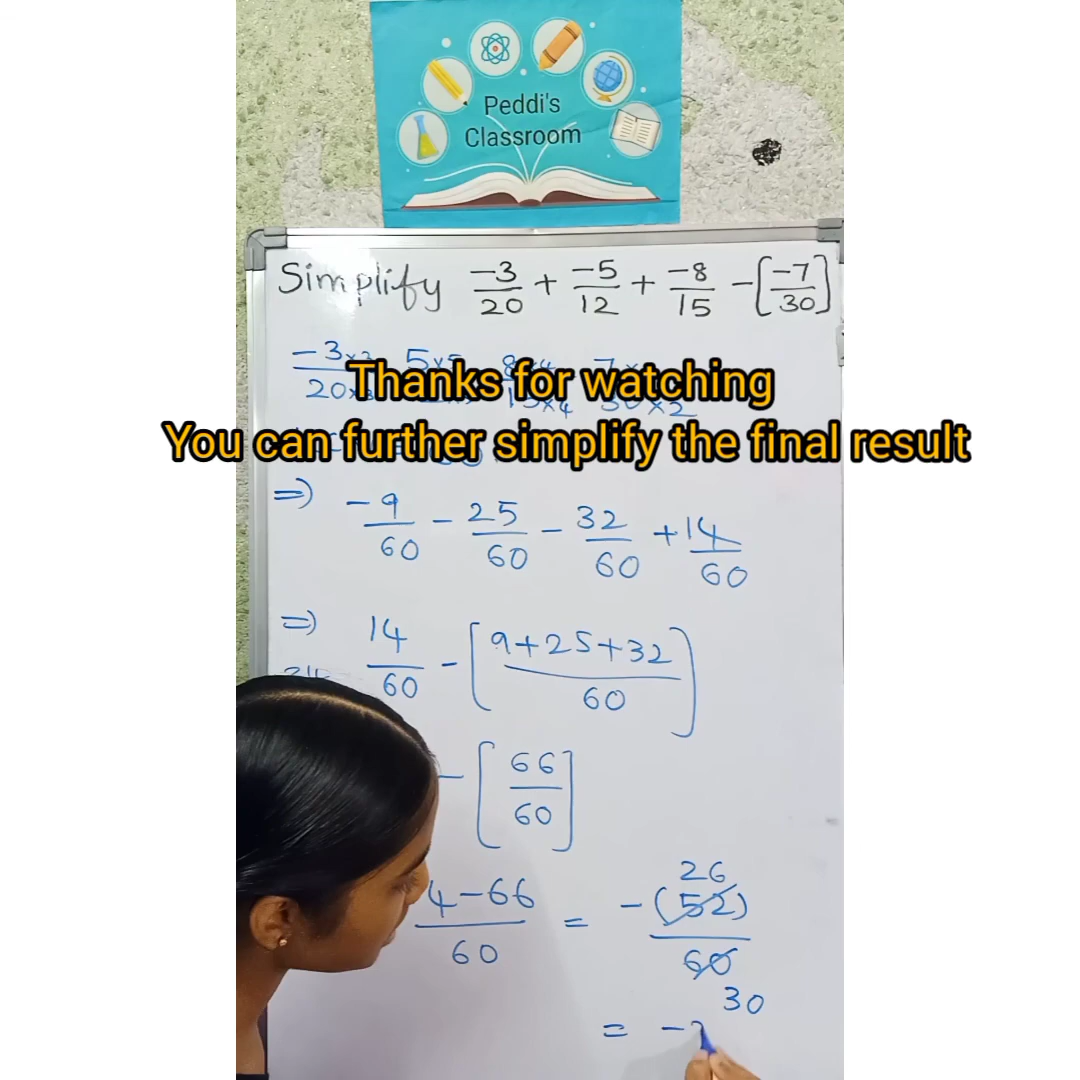 Peddi's
Classroom
Simplify -3/20 + -5/12 + -8/15 - [-7/30]
Thanks for watching
You can further simplify the final result
=) -9/60 - 25/60 - 32/60 + 14/60
=) 14/60 - [9+25+32/60]
- [66/60]
4-66/60 = -(52)/60
26
30
= -